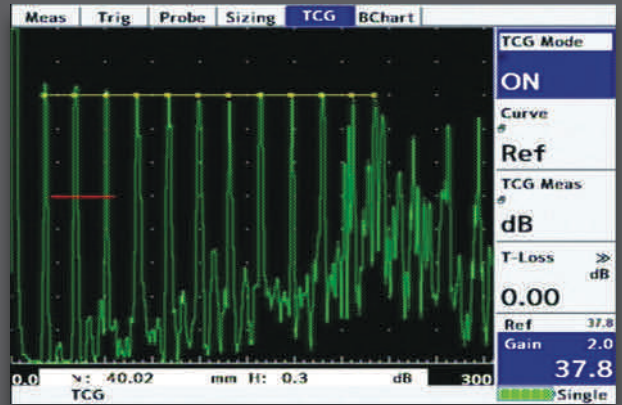 Meas Trig Probe Sizing TCG BChart
TCG Mode
ON
Curve
Ref
TCG Meas
dB
T-Loss »
dB
0.00
Ref 37.8
Gain 2.0
37.8
0.0 : 40.02 mm H: 0.3 dB 300
TCG Single